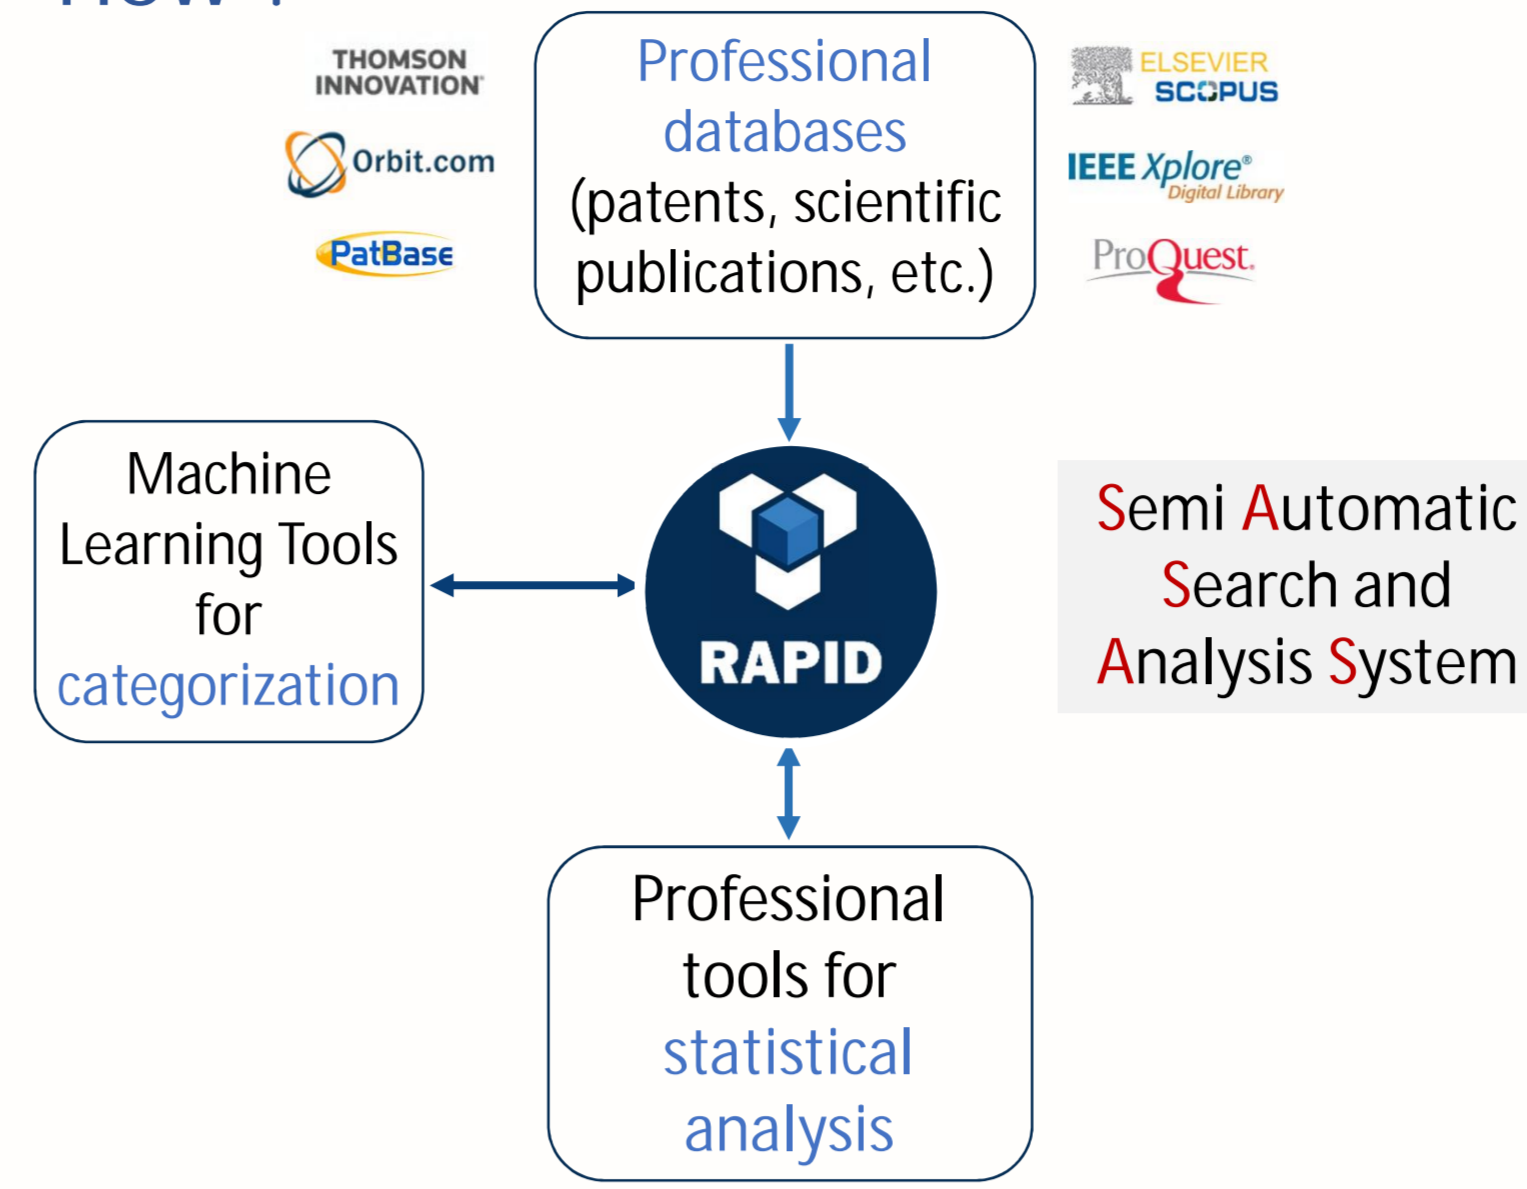 How ?
THOMSON
INNOVATION
Orbit.com
PatBase
Professional
databases
(patents, scientific
publications, etc.)
ELSEVIER
SCOPUS
IEEE Xplore®
Digital Library
ProQuest.
Machine
Learning Tools
for
categorization
RAPID
Semi Automatic
Search and
Analysis System
Professional
tools for
statistical
analysis